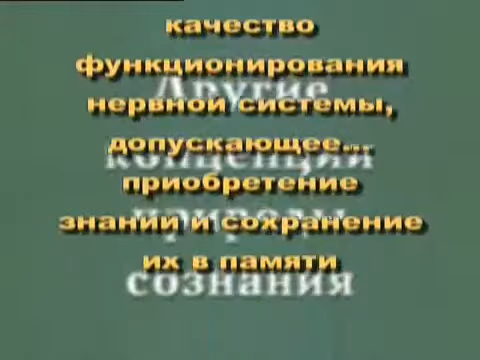 качество
функционирования
нервной системы,
допускающее...
приобретение
знаний и сохранение
их в памяти
Другие
концепции
природы
сознания